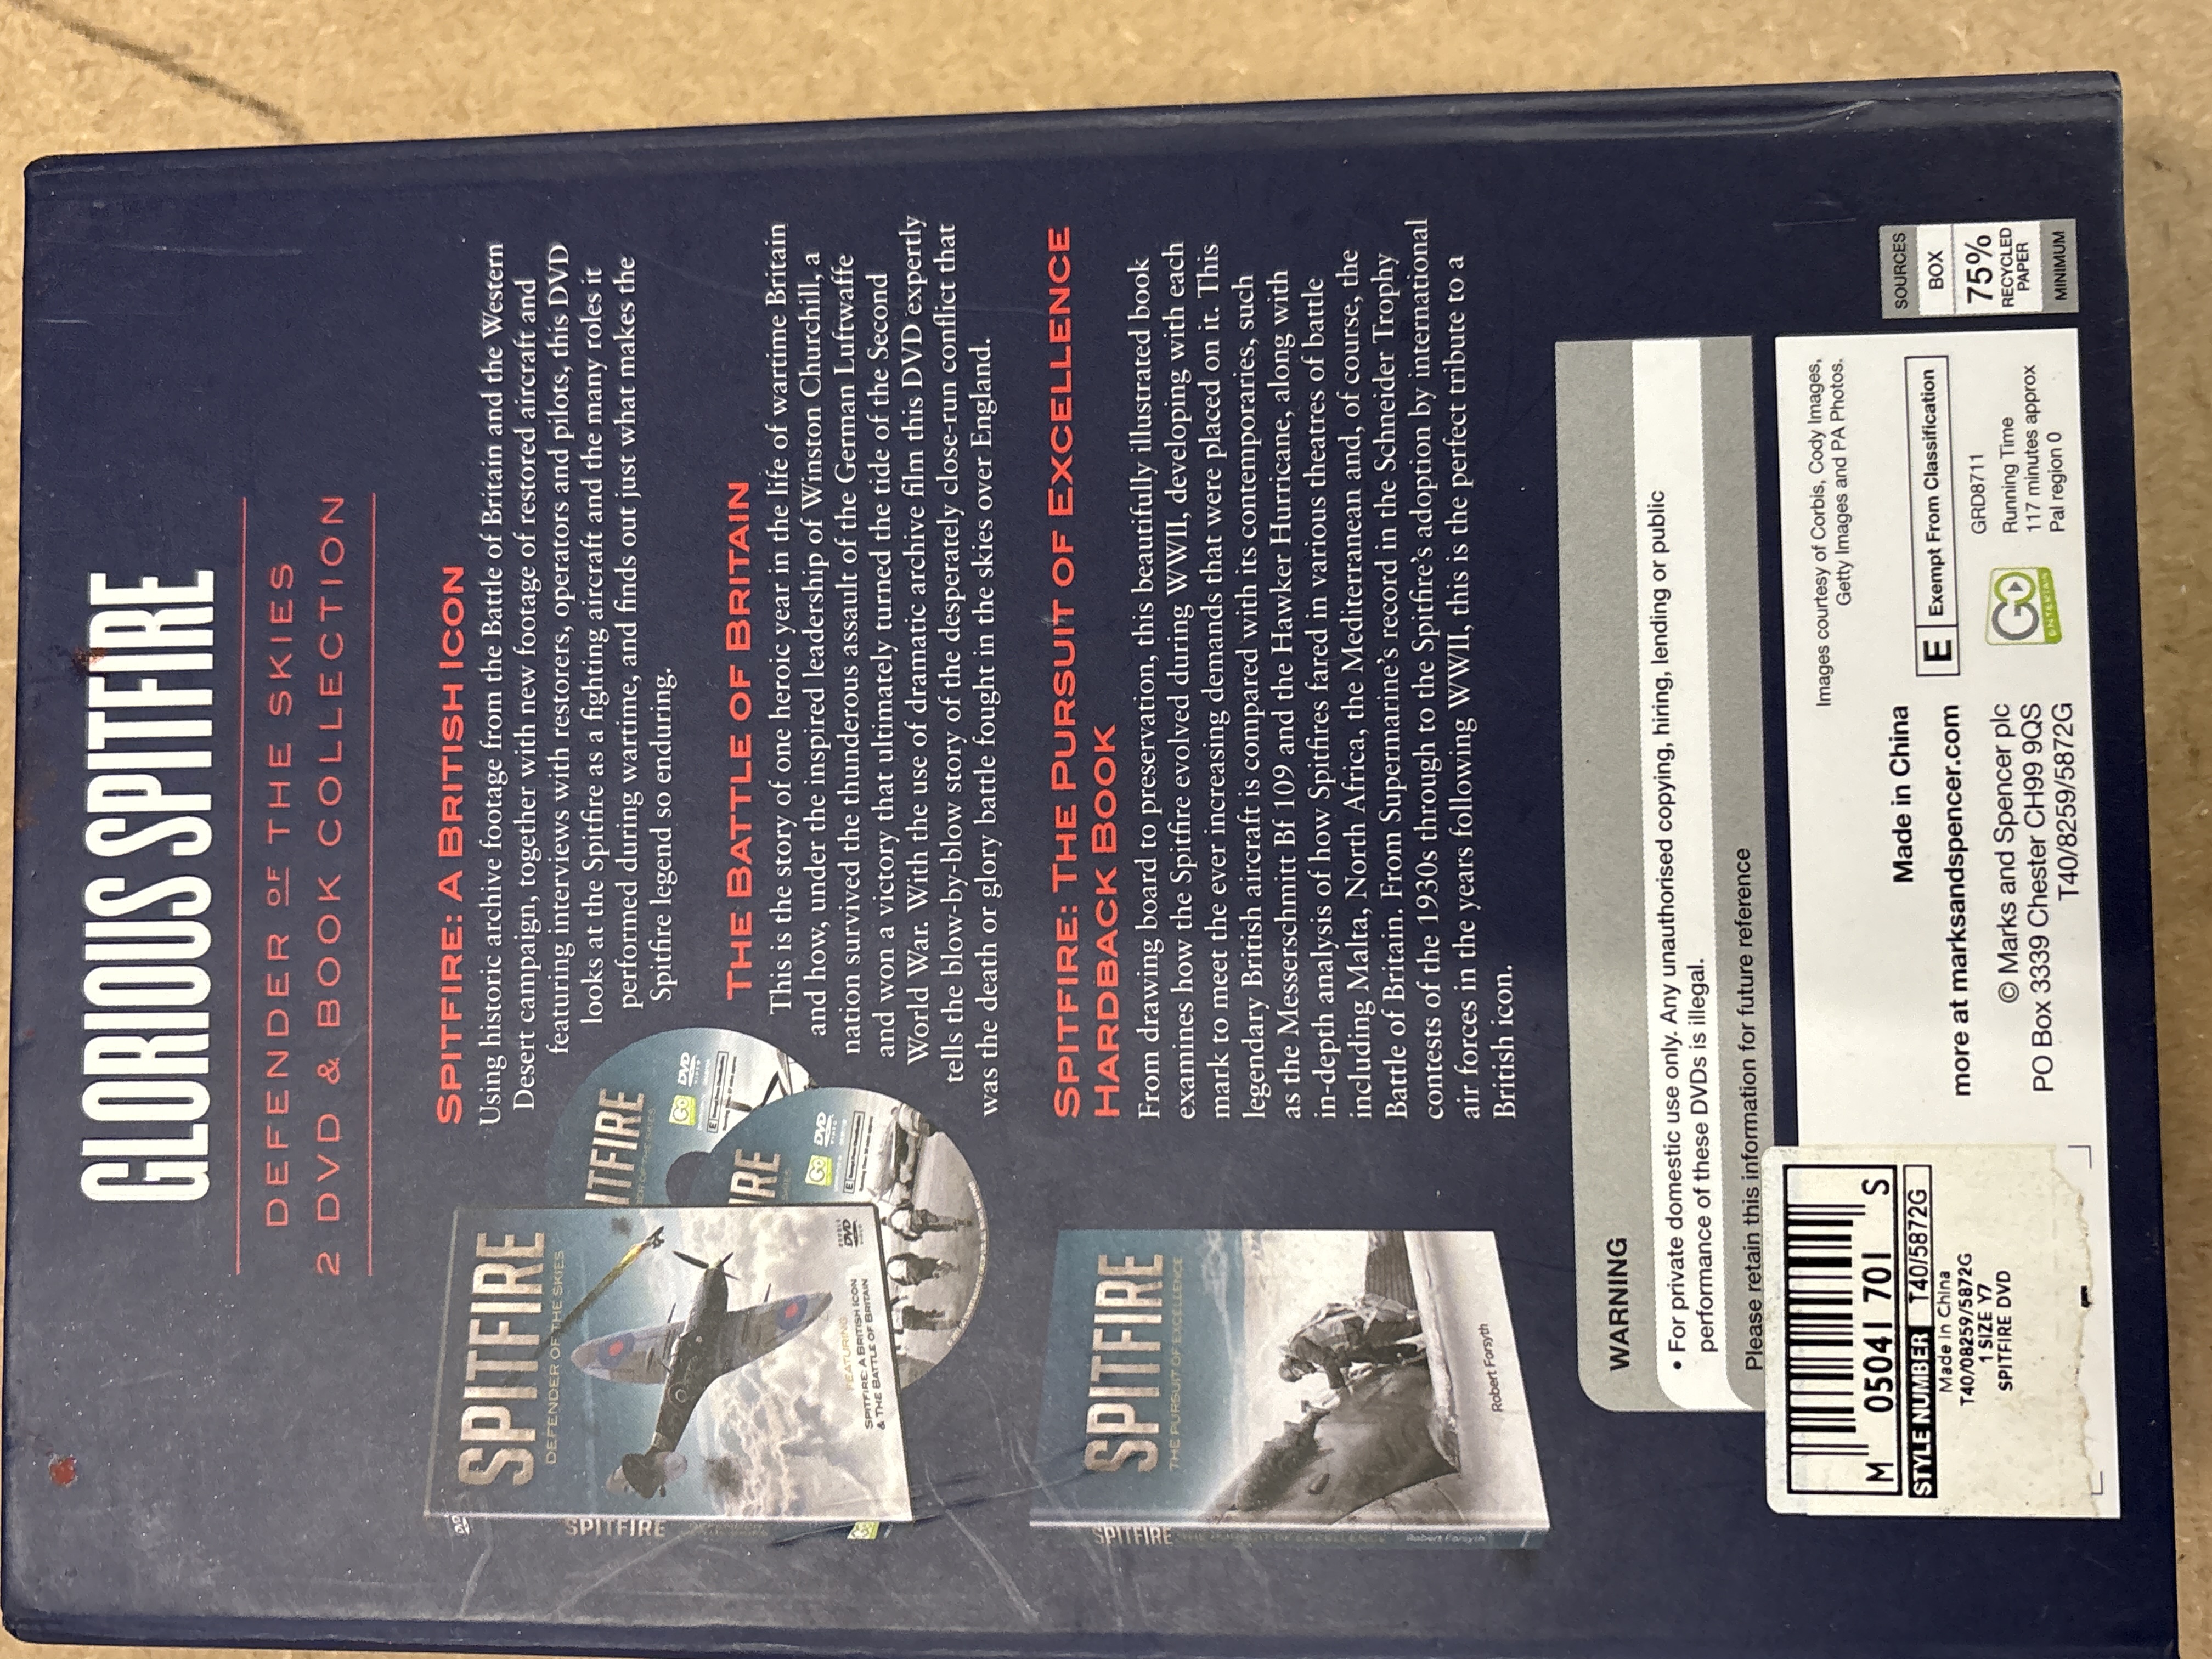 GLORIOUS SPITFIRE
DEFENDER OF THE SKIES
2 DVD & BOOK COLLECTION
SPITFIRE: A BRITISH ICON
Using historic archive footage from the Battle of Britain and the Western
Desert campaign, together with new footage of restored aircraft and
featuring interviews with restorers, operators and pilots, this DVD
looks at the Spitfire as a fighting aircraft and the many roles it
performed during wartime, and finds out just what makes the
Spitfire legend so enduring.
THE BATTLE OF BRITAIN
This is the story of one heroic year in the life of wartime Britain
and how, under the inspired leadership of Winston Churchill, a
nation survived the thunderous assault of the German Luftwaffe
and won a victory that ultimately turned the tide of the Second
World War. With the use of dramatic archive film this DVD expertly
tells the blow-by-blow story of the desperately close-run conflict that
was the death or glory battle fought in the skies over England.
SPITFIRE
DEFENDER OF THE SKIES
FEATURING
SPITFIRE: A BRITISH ICON
& THE BATTLE OF BRITAIN
DVD
SPITFIRE
ITFIRE
DVD
GO
E
IRE
DVD
GO
E
SPITFIRE: THE PURSUIT OF EXCELLENCE
HARDBACK BOOK
From drawing board to preservation, this beautifully illustrated book
examines how the Spitfire evolved during WWII, developing with each
mark to meet the ever increasing demands that were placed on it. This
legendary British aircraft is compared with its contemporaries, such
as the Messerschmitt Bf 109 and the Hawker Hurricane, along with
in-depth analysis of how Spitfires fared in various theatres of battle
including Malta, North Africa, the Mediterranean and, of course, the
Battle of Britain. From Supermarine's record in the Schneider Trophy
contests of the 1930s through to the Spitfire's adoption by international
air forces in the years following WWII, this is the perfect tribute to a
British icon.
SPITFIRE
THE PURSUIT OF EXCELLENCE
Robert Forsyth
SPITFIRE THE PURSUIT OF EXCELLENCE Robert Forsyth
WARNING
• For private domestic use only. Any unauthorised copying, hiring, lending or public
performance of these DVDs is illegal.
Please retain this information for future reference
M 05041 701 S
STYLE NUMBER T40/5872G
Made in China
T40/08259/5872G
1 SIZE Y7
SPITFIRE DVD
Images courtesy of Corbis, Cody Images,
Getty Images and PA Photos.
Made in China
more at marksandspencer.com
© Marks and Spencer plc
PO Box 3339 Chester CH99 9QS
T40/8259/5872G
E Exempt From Classification
GRD8711
Running Time
117 minutes approx
Pal region 0
GO
ENTERTAIN
SOURCES
BOX
75%
RECYCLED
PAPER
MINIMUM